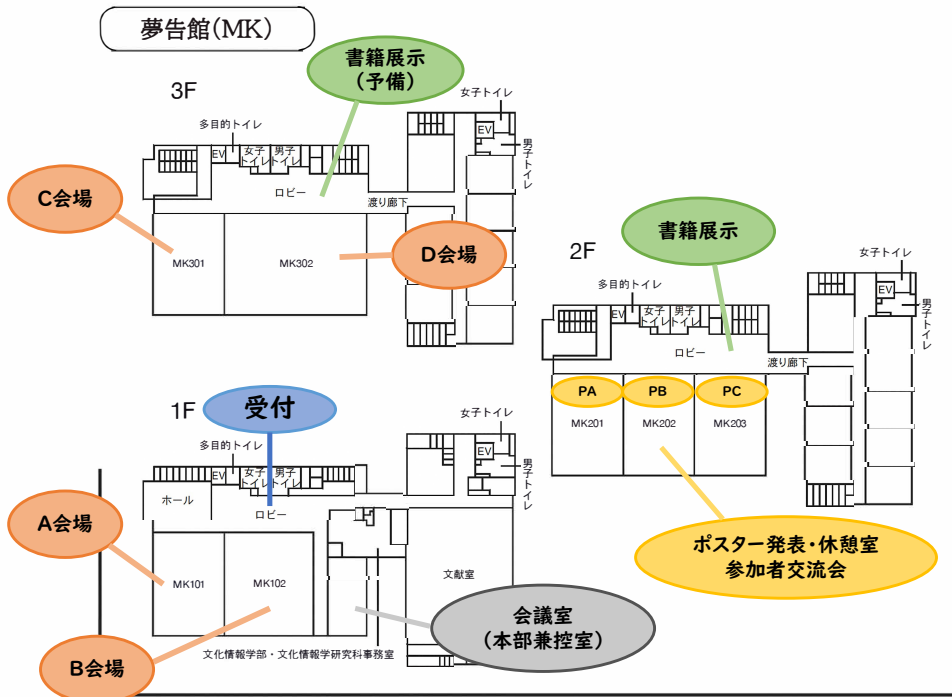 夢告館(MK)
3F
書籍展示
(予備)
女子トイレ
多目的トイレ
EV
女子
トイレ
男子
トイレ
EV
男子トイレ
ロビー
渡り廊下
C会場
MK301
MK302
D会場
2F
書籍展示
女子トイレ
多目的トイレ
EV
女子
トイレ
男子
トイレ
EV
男子トイレ
ロビー
渡り廊下
PA
PB
PC
MK201
MK202
MK203
ポスター発表・休憩室
参加者交流会
1F
受付
女子トイレ
多目的トイレ
EV
女子
トイレ
男子
トイレ
EV
男子トイレ
ホール
ロビー
A会場
MK101
MK102
文献室
会議室
(本部兼控室)
文化情報学部・文化情報学研究科事務室
B会場